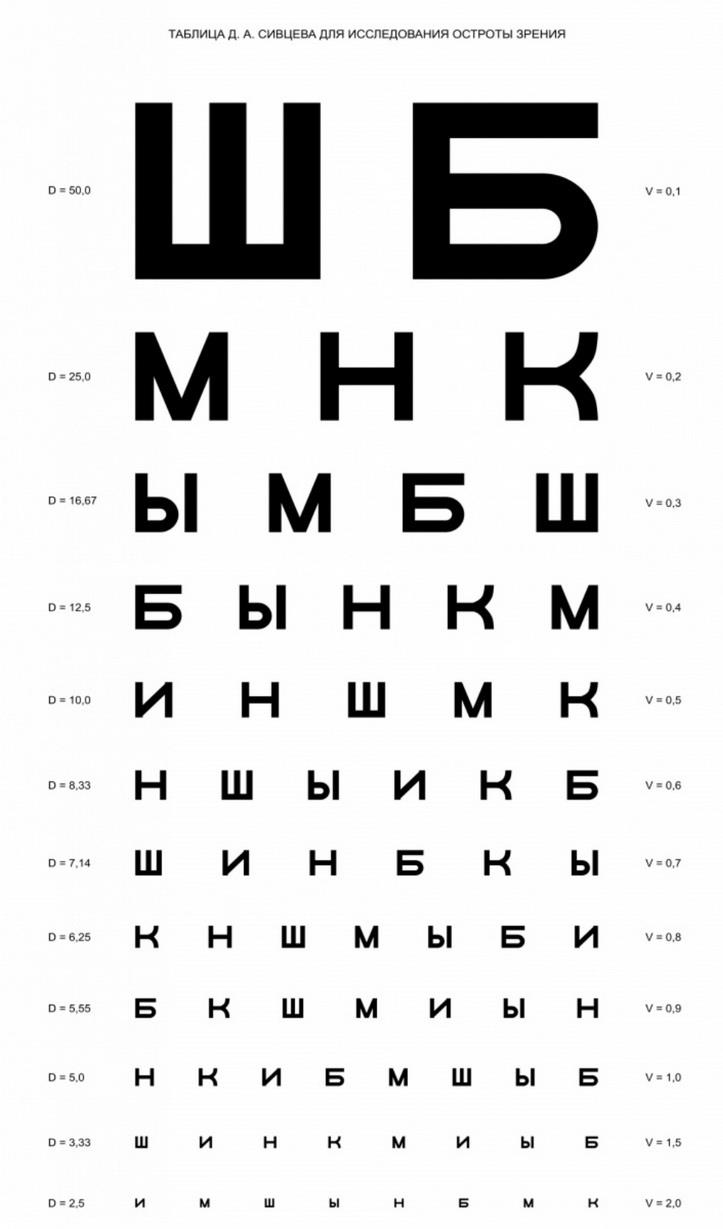 ТАБЛИЦА Д. А. СИВЦЕВА ДЛЯ ИССЛЕДОВАНИЯ ОСТРОТЫ ЗРЕНИЯ
D = 50,0 Ш Б V = 0,1
D = 25,0 М Н К V = 0,2
D = 16,67 Ы М Б Ш V = 0,3
D = 12,5 Б Ы Н К М V = 0,4
D = 10,0 И Н Ш М К V = 0,5
D = 8,33 Н Ш Ы И К Б V = 0,6
D = 7,14 Ш И Н Б К Ы V = 0,7
D = 6,25 К Н Ш М Ы Б И V = 0,8
D = 5,55 Б К Ш М И Ы Н V = 0,9
D = 5,0 Н К И Б М Ш Ы Б V = 1,0
D = 3,33 Ш И Н К М И Ы Б V = 1,5
D = 2,5 И М Ш Ы Н Б М К V = 2,0